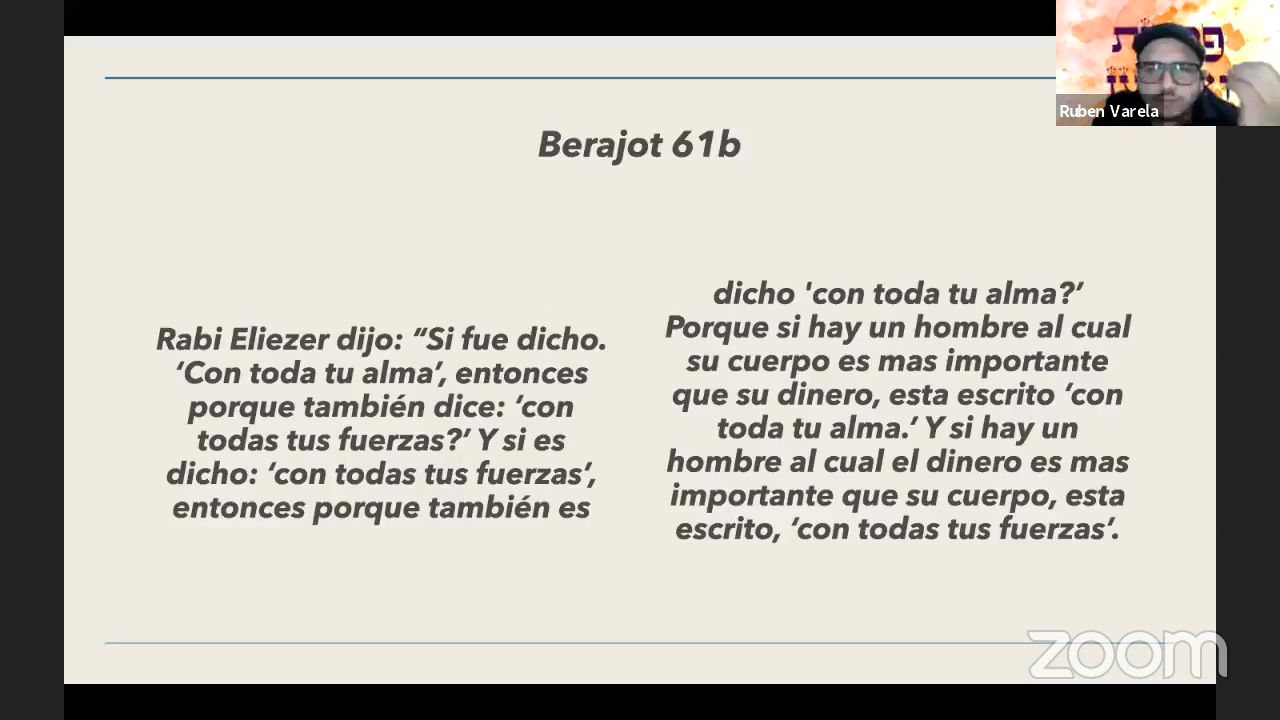 Berajot 61b
Rabi Eliezer dijo: “Si fue dicho.
‘Con toda tu alma’, entonces
porque también dice: ‘con
todas tus fuerzas?’ Y si es
dicho: ‘con todas tus fuerzas’,
entonces porque también es
dicho 'con toda tu alma?’
Porque si hay un hombre al cual
su cuerpo es mas importante
que su dinero, esta escrito ‘con
toda tu alma.’ Y si hay un
hombre al cual el dinero es mas
importante que su cuerpo, esta
escrito, ‘con todas tus fuerzas’.
Ruben Varela
zoom